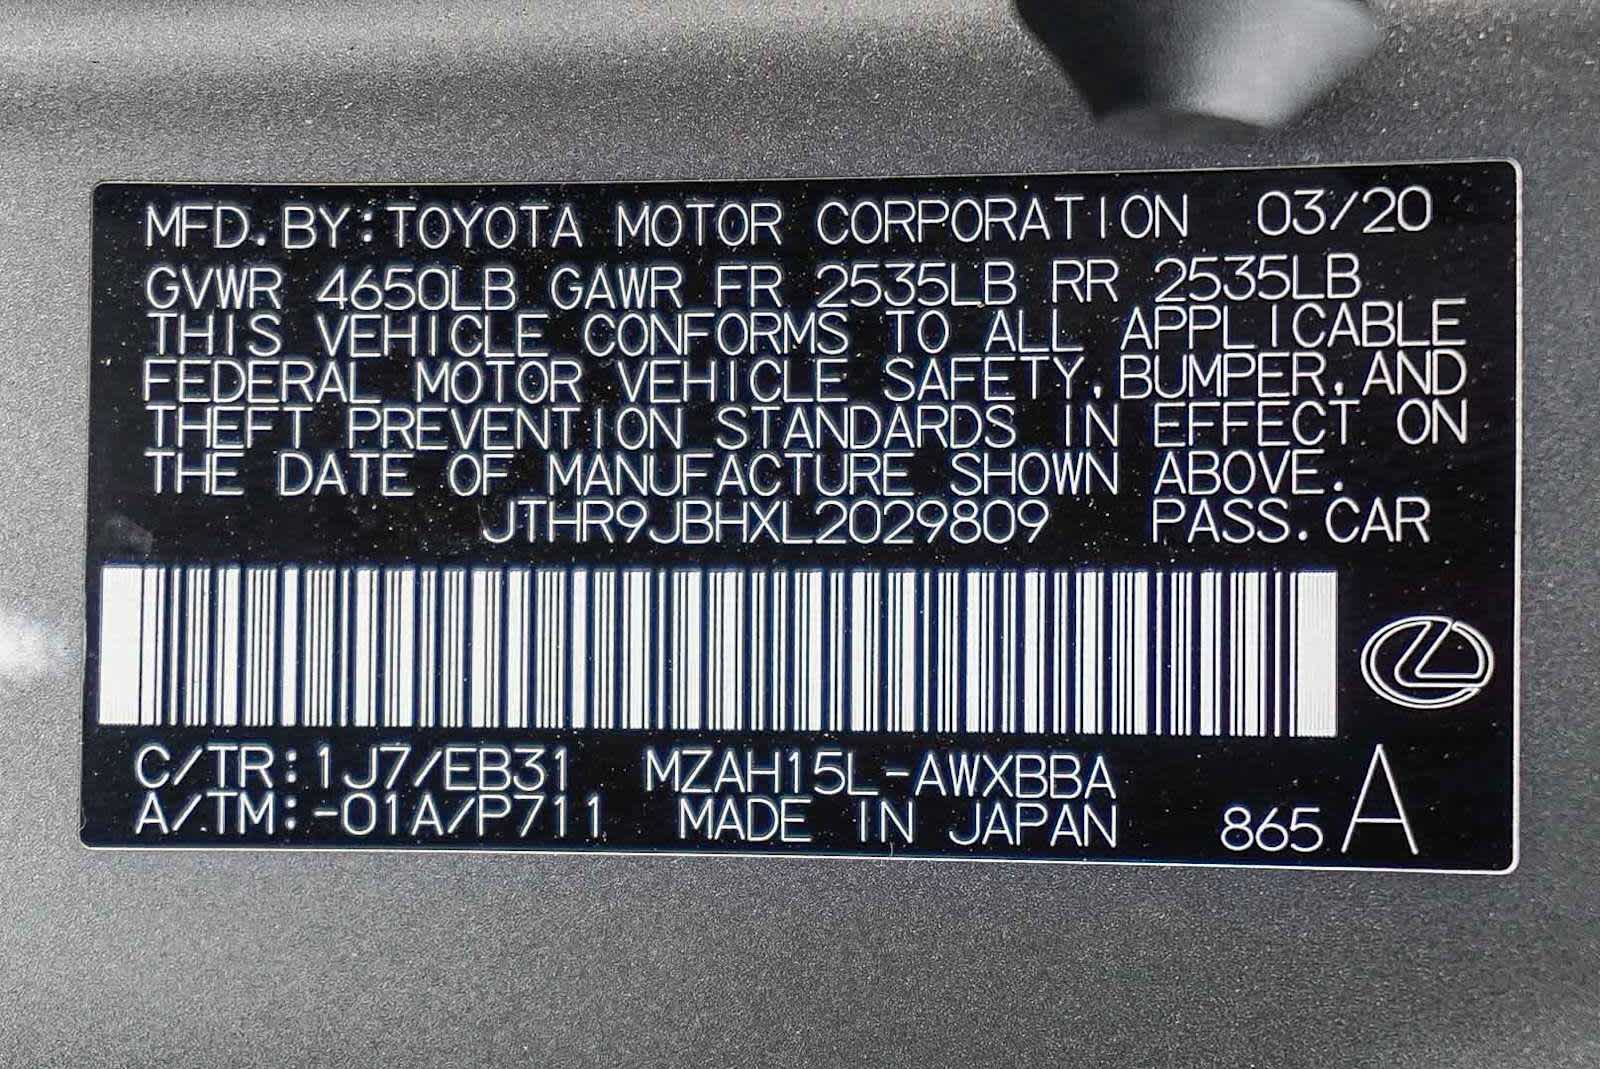 MFD. BY: TOYOTA MOTOR CORPORATION 03/20
GVWR 4650LB GAWR FR 2535LB RR 2535LB
THIS VEHICLE CONFORMS TO ALL APPLICABLE
FEDERAL MOTOR VEHICLE SAFETY, BUMPER, AND
THEFT PREVENTION STANDARDS IN EFFECT ON
THE DATE OF MANUFACTURE SHOWN ABOVE.
JTHR9JBHXL2029809 PASS. CAR
C/TR: 1J7/EB31 MZAH15L-AWXBBA
A/TM: -01A/P711 MADE IN JAPAN 865 A